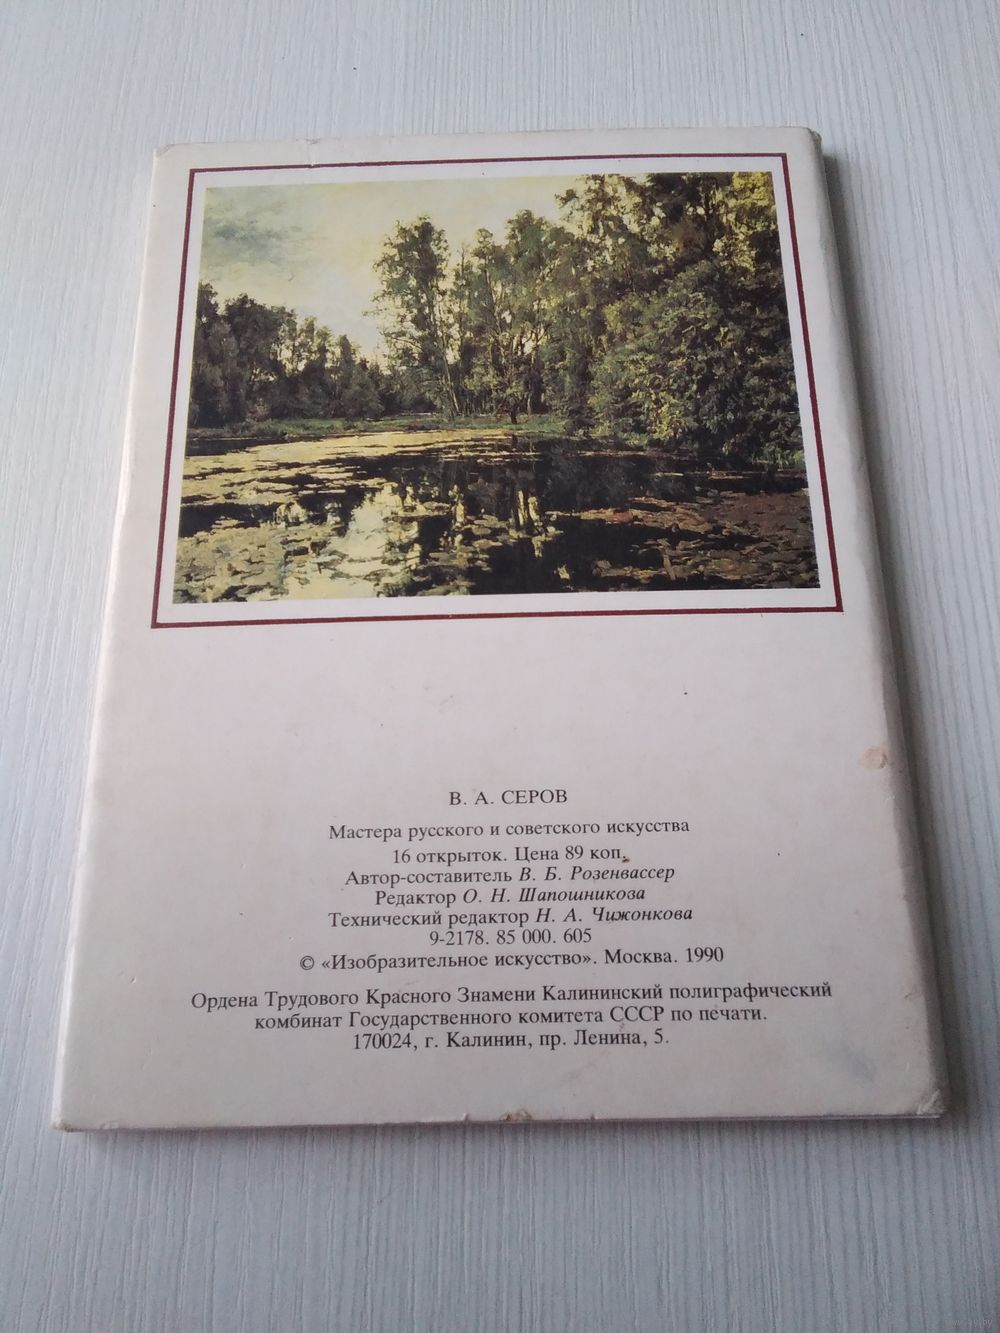 В. А. СЕРОВ
Мастера русского и советского искусства
16 открыток. Цена 89 коп.
Автор-составитель В. Б. Розенвассер
Редактор О. Н. Шапошникова
Технический редактор Н. А. Чижонкова
9-2178. 85 000. 605
© «Изобразительное искусство». Москва. 1990
Ордена Трудового Красного Знамени Калининский полиграфический
комбинат Государственного комитета СССР по печати.
170024, г. Калинин, пр. Ленина, 5.